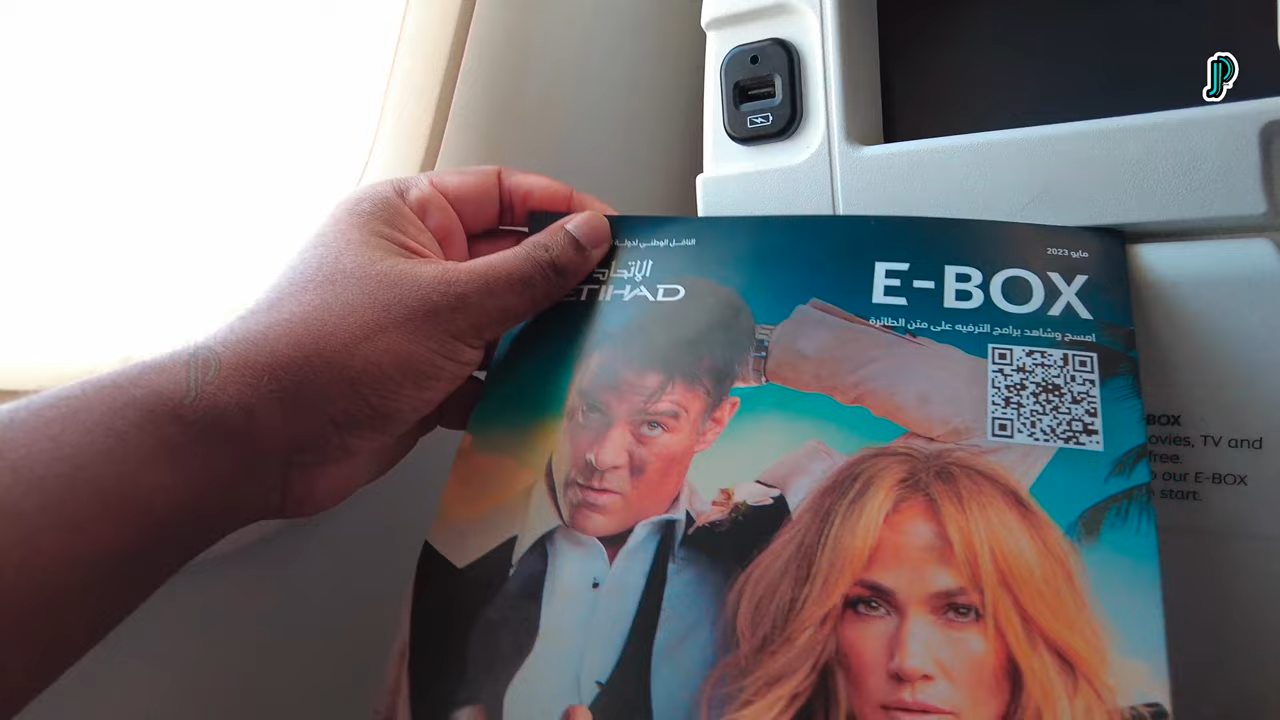 الناقل الوطني لدولة
الإتحاد
ETIHAD
مايو 2023
E-BOX
امسح وشاهد برامج الترفيه على متن الطائرة
BOX
ovies, TV and
free.
our E-BOX
start.